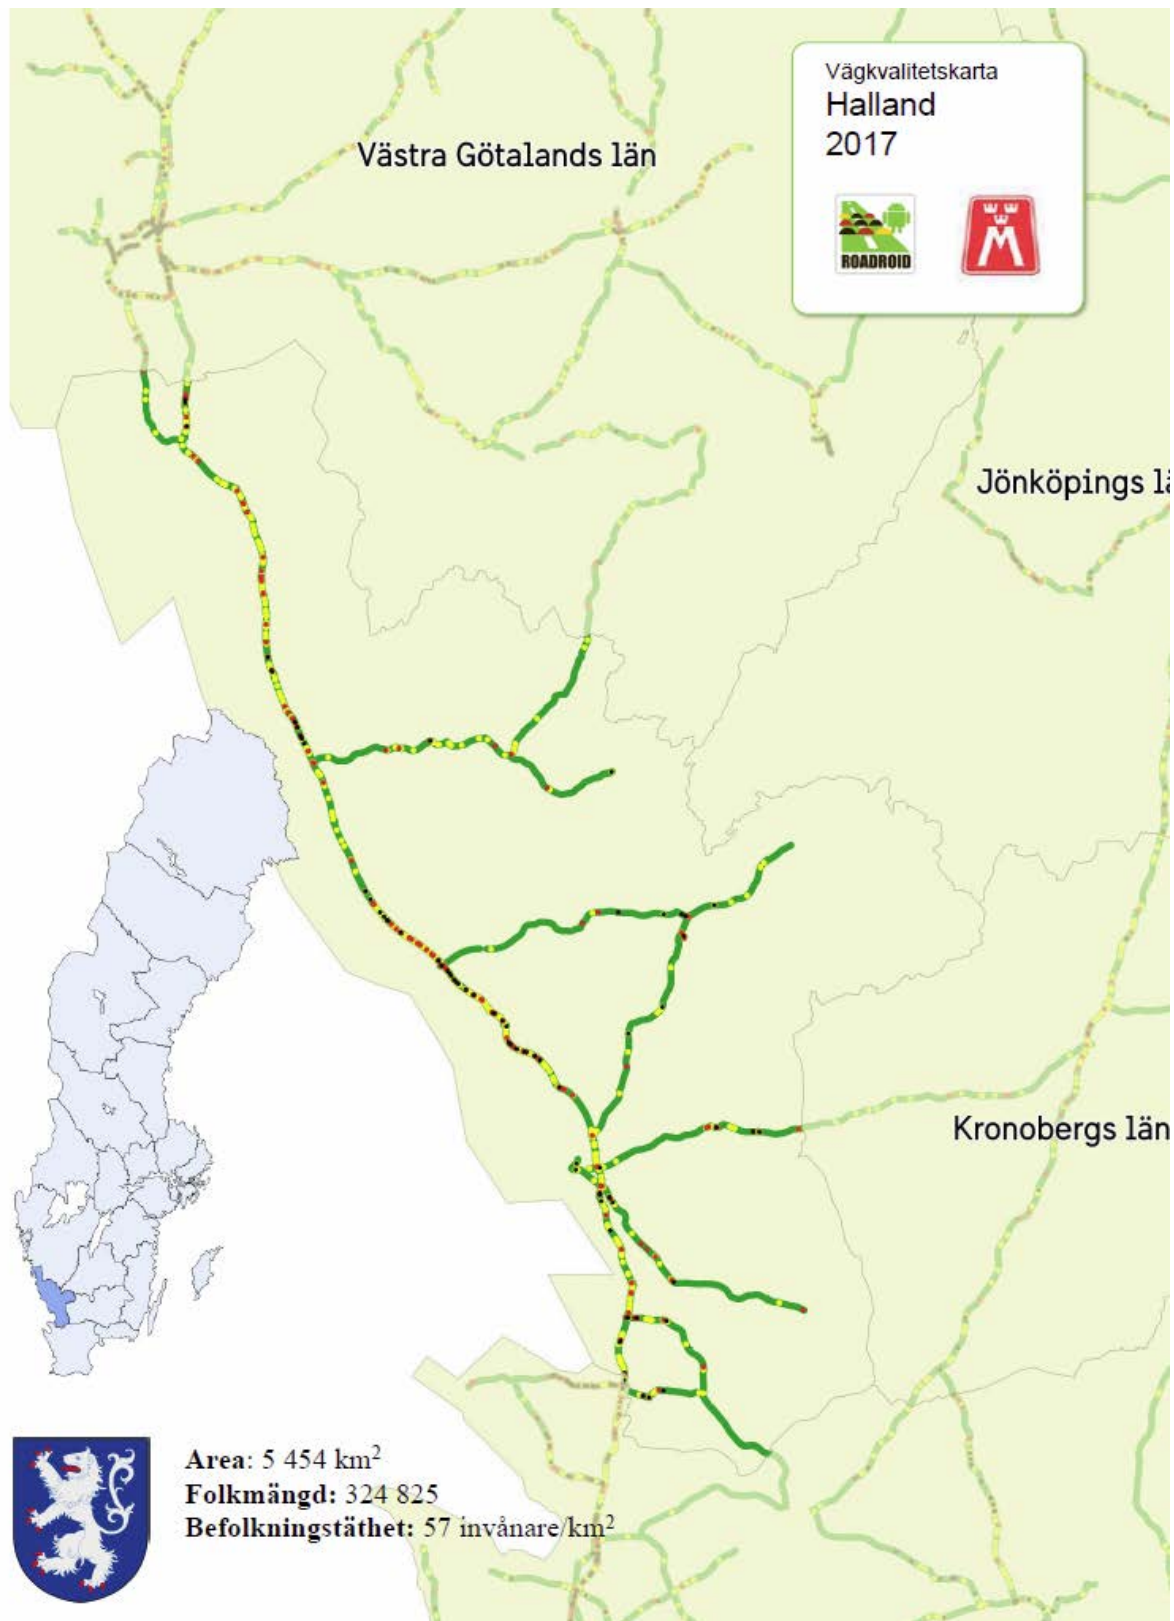 Vägkvalitetskarta
Halland
2017
ROADROID
M
Västra Götalands län
Jönköpings lä
Kronobergs län
Area: 5 454 km²
Folkmängd: 324 825
Befolkningstäthet: 57 invånare/km²